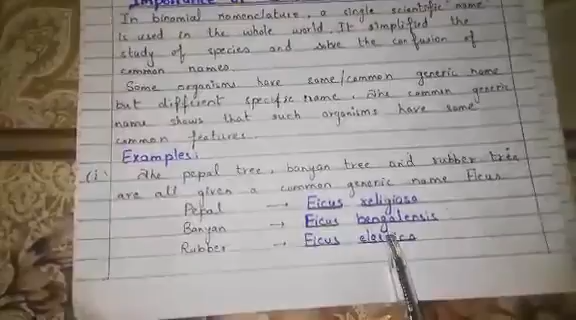 Importance of
In binomial nomenclature, a single scientific name
is used in the whole world. It simplified the
study of species and solve the confusion of
common names.
Some organisms have same/common generic name
but different specific name. The common generic
name shows that such organisms have some
common features.
Examples:
(i) The pepal tree, banyan tree and rubber tree
are all given a common generic name Ficus
Pepal → Ficus religiosa
Banyan → Ficus bengalensis
Rubber → Ficus elastica